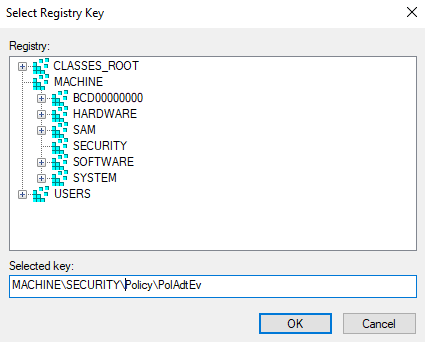 Select Registry Key
Registry:
CLASSES_ROOT
MACHINE
BCD00000000
HARDWARE
SAM
SECURITY
SOFTWARE
SYSTEM
USERS
Selected key:
MACHINE\SECURITY\Policy\PolAdtEv
OK
Cancel